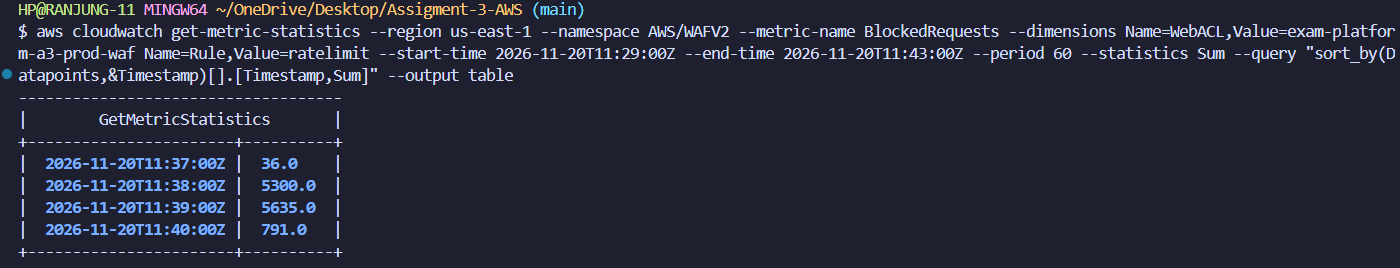 HP@RANJUNG-11 MINGW64 ~/OneDrive/Desktop/Assigment-3-AWS (main)
$ aws cloudwatch get-metric-statistics --region us-east-1 --namespace AWS/WAFV2 --metric-name BlockedRequests --dimensions Name=WebACL,Value=exam-platfor
m-a3-prod-waf Name=Rule,Value=ratelimit --start-time 2026-11-20T11:29:00Z --end-time 2026-11-20T11:43:00Z --period 60 --statistics Sum --query "sort_by(D
atapoints,&Timestamp)[].[Timestamp,Sum]" --output table
------------------------------------
|        GetMetricStatistics       |
+-----------------------+----------+
|  2026-11-20T11:37:00Z |  36.0    |
|  2026-11-20T11:38:00Z |  5300.0  |
|  2026-11-20T11:39:00Z |  5635.0  |
|  2026-11-20T11:40:00Z |  791.0   |
+-----------------------+----------+